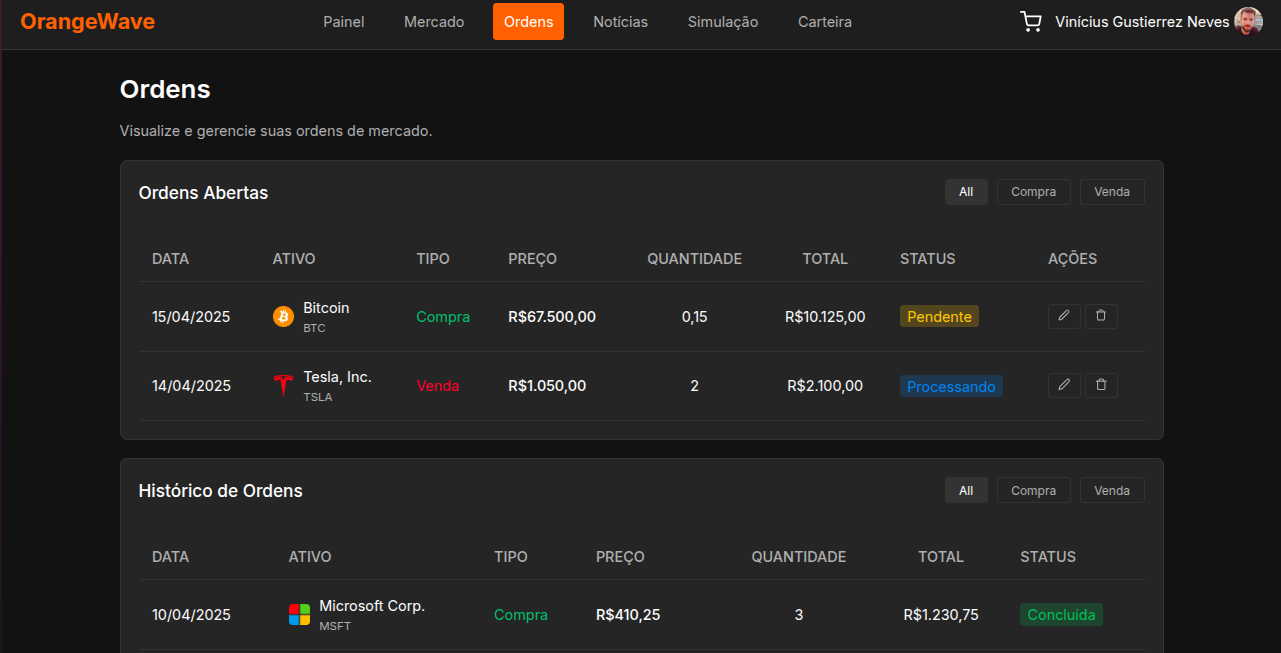 OrangeWave Painel Mercado Ordens Notícias Simulação Carteira Vinícius Gustierrez Neves
Ordens
Visualize e gerencie suas ordens de mercado.
Ordens Abertas All Compra Venda
DATA ATIVO TIPO PREÇO QUANTIDADE TOTAL STATUS AÇÕES
15/04/2025 Bitcoin BTC Compra R$67.500,00 0,15 R$10.125,00 Pendente
14/04/2025 Tesla, Inc. TSLA Venda R$1.050,00 2 R$2.100,00 Processando
Histórico de Ordens All Compra Venda
DATA ATIVO TIPO PREÇO QUANTIDADE TOTAL STATUS
10/04/2025 Microsoft Corp. MSFT Compra R$410,25 3 R$1.230,75 Concluída